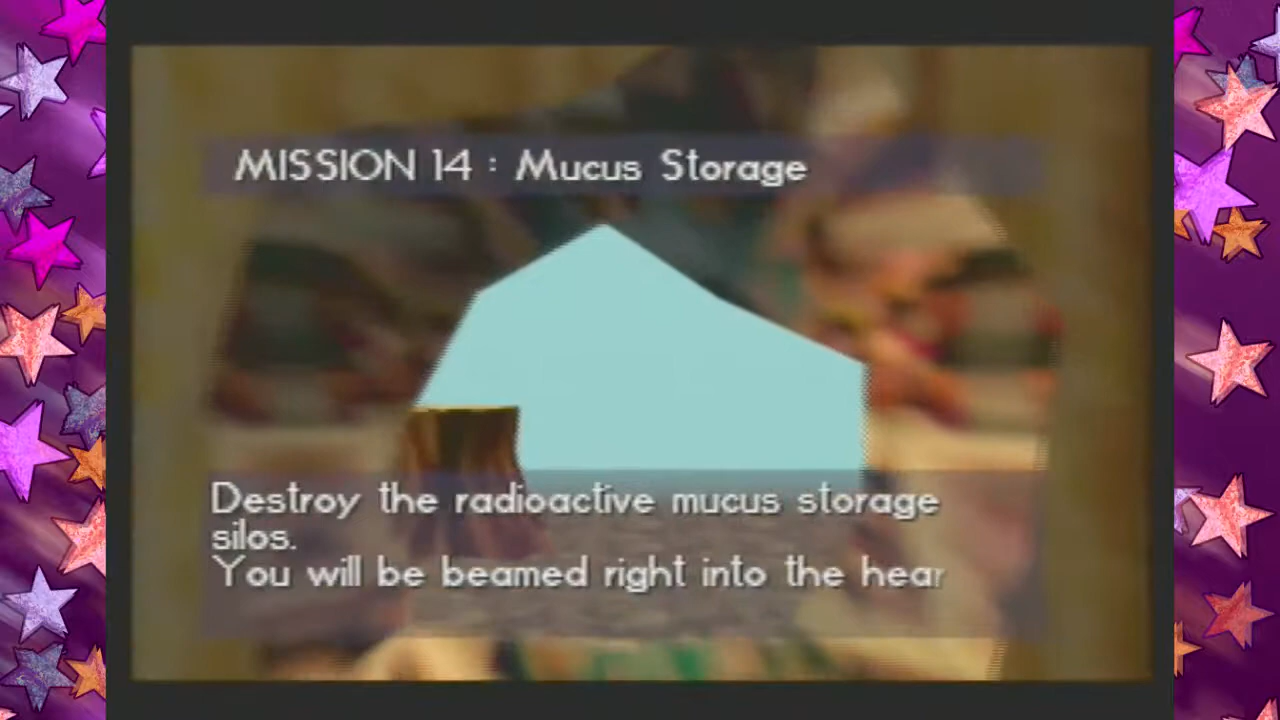 MISSION 14 : Mucus Storage
Destroy the radioactive mucus storage
silos.
You will be beamed right into the hear